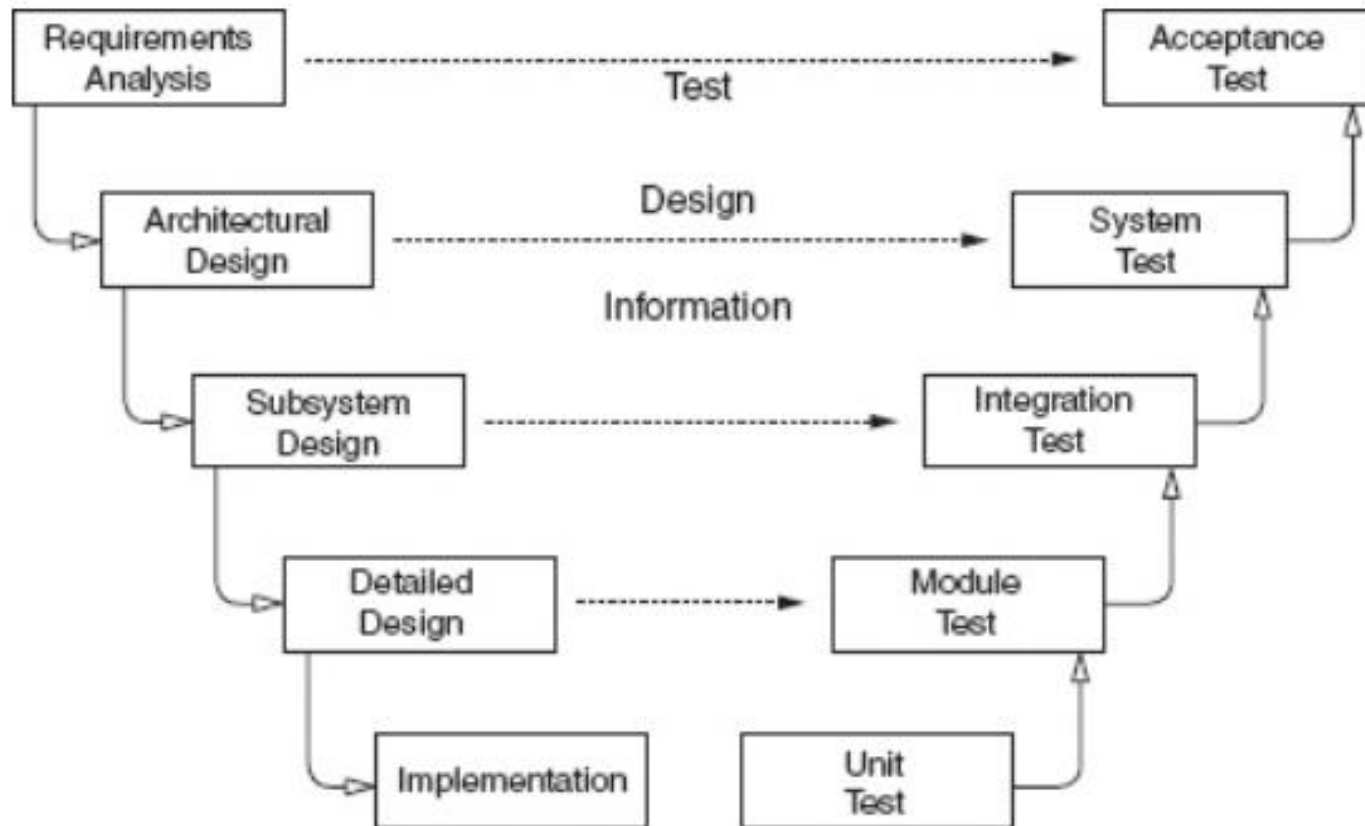 Requirements
Analysis
Test
Acceptance
Test
Architectural
Design
Design
System
Test
Information
Subsystem
Design
Integration
Test
Detailed
Design
Module
Test
Implementation
Unit
Test